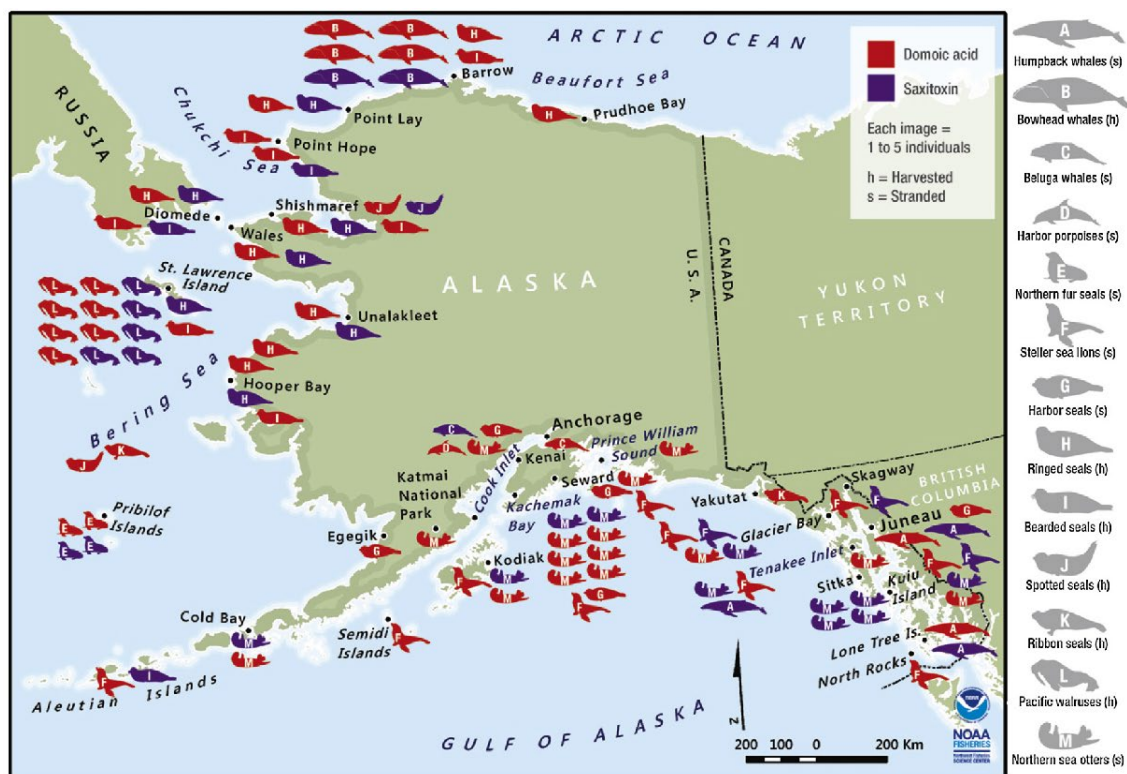 ARCTIC OCEAN
Beaufort Sea
Barrow
Chukchi Sea
RUSSIA
Point Lay
Prudhoe Bay
Point Hope
Shishmaref
Diomede
Wales
St. Lawrence
Island
ALASKA
U.S.A.
CANADA
YUKON
TERRITORY
Unalakleet
Hooper Bay
Bering Sea
Anchorage
Prince William
Sound
Kenai
Cook Inlet
Katmai
National
Park
Seward
Kachemak
Bay
Yakutat
Skagway
BRITISH
COLUMBIA
Glacier Bay
Juneau
Pribilof
Islands
Egegik
Kodiak
Tenakee Inlet
Sitka
Kuiu
Island
Cold Bay
Semidi
Islands
Lone Tree Is.
North Rocks
Aleutian Islands
GULF OF ALASKA
Z
200 100 0 200 Km
NOAA
FISHERIES
Domoic acid
Saxitoxin
Each image =
1 to 5 individuals
h = Harvested
s = Stranded
A
Humpback whales (s)
B
Bowhead whales (h)
C
Beluga whales (s)
D
Harbor porpoises (s)
E
Northern fur seals (s)
F
Steller sea lions (s)
G
Harbor seals (s)
H
Ringed seals (h)
I
Bearded seals (h)
J
Spotted seals (h)
K
Ribbon seals (h)
L
Pacific walruses (h)
M
Northern sea otters (s)